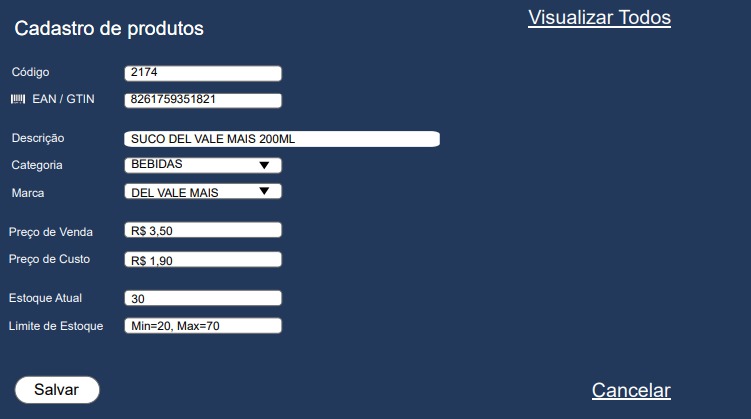 Visualizar Todos
Cadastro de produtos
Código 2174
EAN / GTIN 8261759351821
Descrição SUCO DEL VALE MAIS 200ML
Categoria BEBIDAS
Marca DEL VALE MAIS
Preço de Venda R$ 3,50
Preço de Custo R$ 1,90
Estoque Atual 30
Limite de Estoque Min=20, Max=70
Salvar
Cancelar